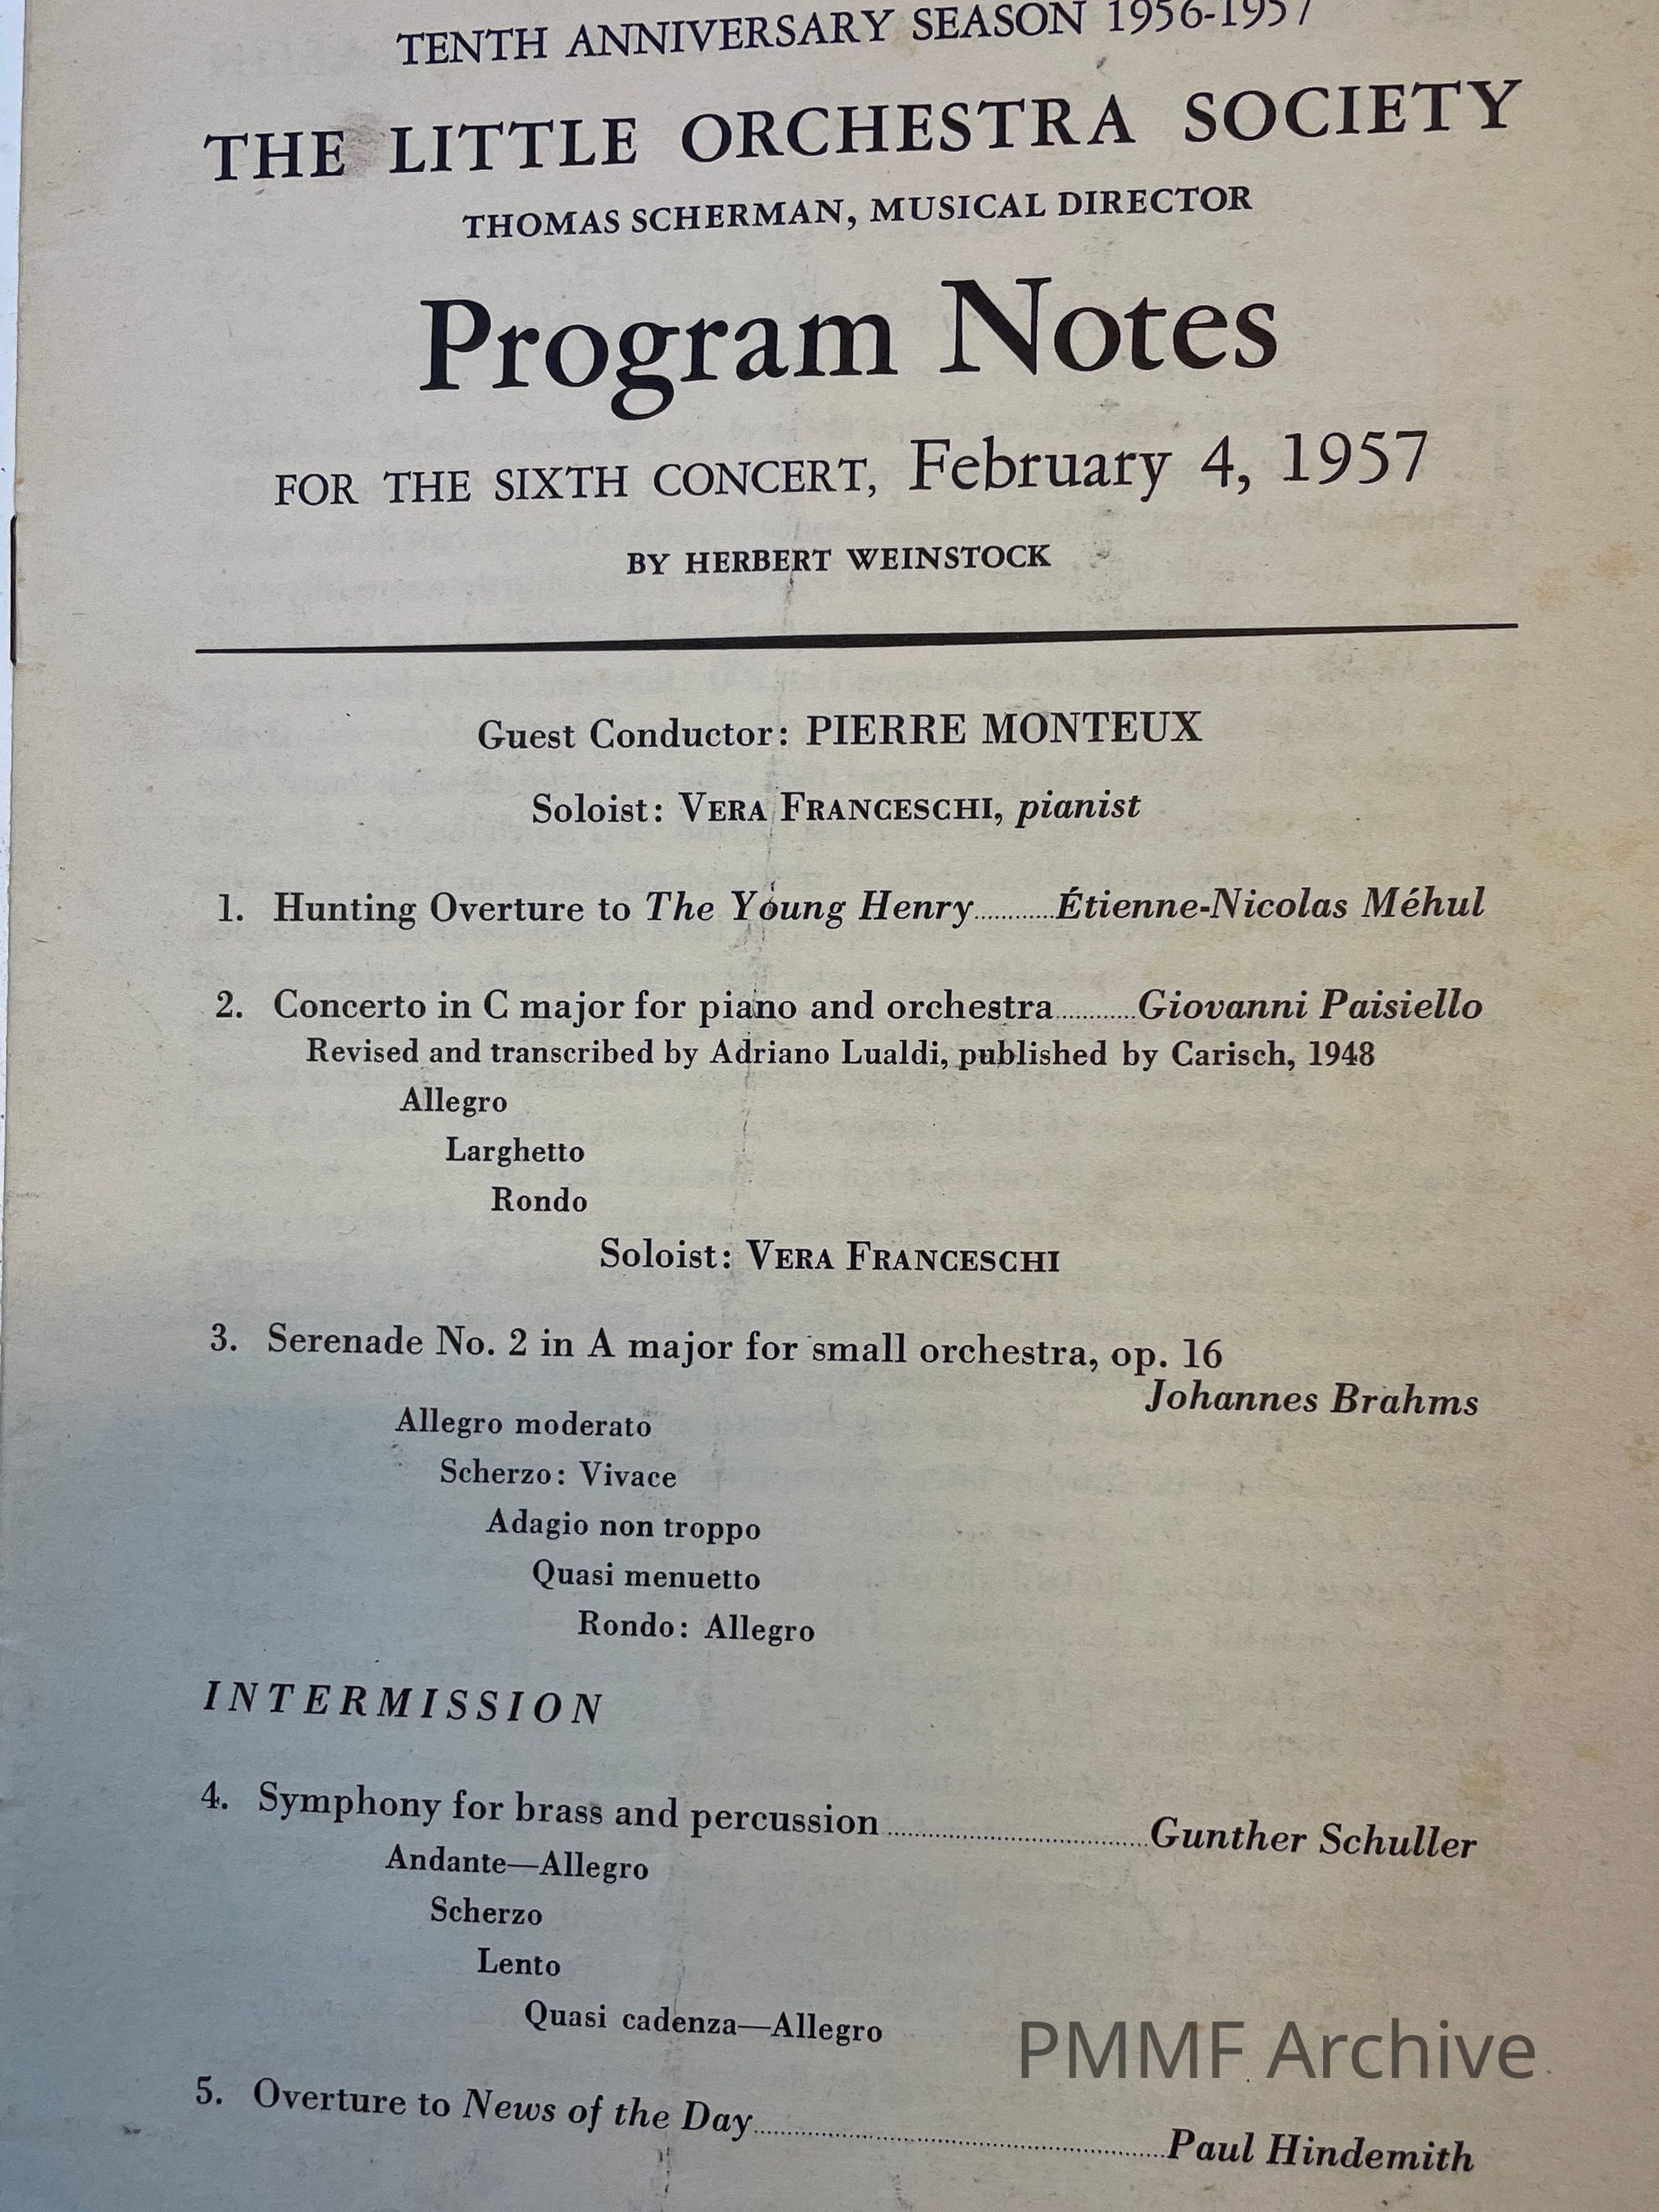 TENTH ANNIVERSARY SEASON 1956-1957
THE LITTLE ORCHESTRA SOCIETY
THOMAS SCHERMAN, MUSICAL DIRECTOR
Program Notes
FOR THE SIXTH CONCERT, February 4, 1957
BY HERBERT WEINSTOCK
Guest Conductor: PIERRE MONTEUX
Soloist: VERA FRANCESCHI, pianist
1. Hunting Overture to The Young Henry............Étienne-Nicolas Méhul
2. Concerto in C major for piano and orchestra............Giovanni Paisiello
Revised and transcribed by Adriano Lualdi, published by Carisch, 1948
Allegro
Larghetto
Rondo
Soloist: VERA FRANCESCHI
3. Serenade No. 2 in A major for small orchestra, op. 16
Johannes Brahms
Allegro moderato
Scherzo: Vivace
Adagio non troppo
Quasi menuetto
Rondo: Allegro
INTERMISSION
4. Symphony for brass and percussion........................................Gunther Schuller
Andante—Allegro
Scherzo
Lento
Quasi cadenza—Allegro
PMMF Archive
5. Overture to News of the Day................................................................Paul Hindemith